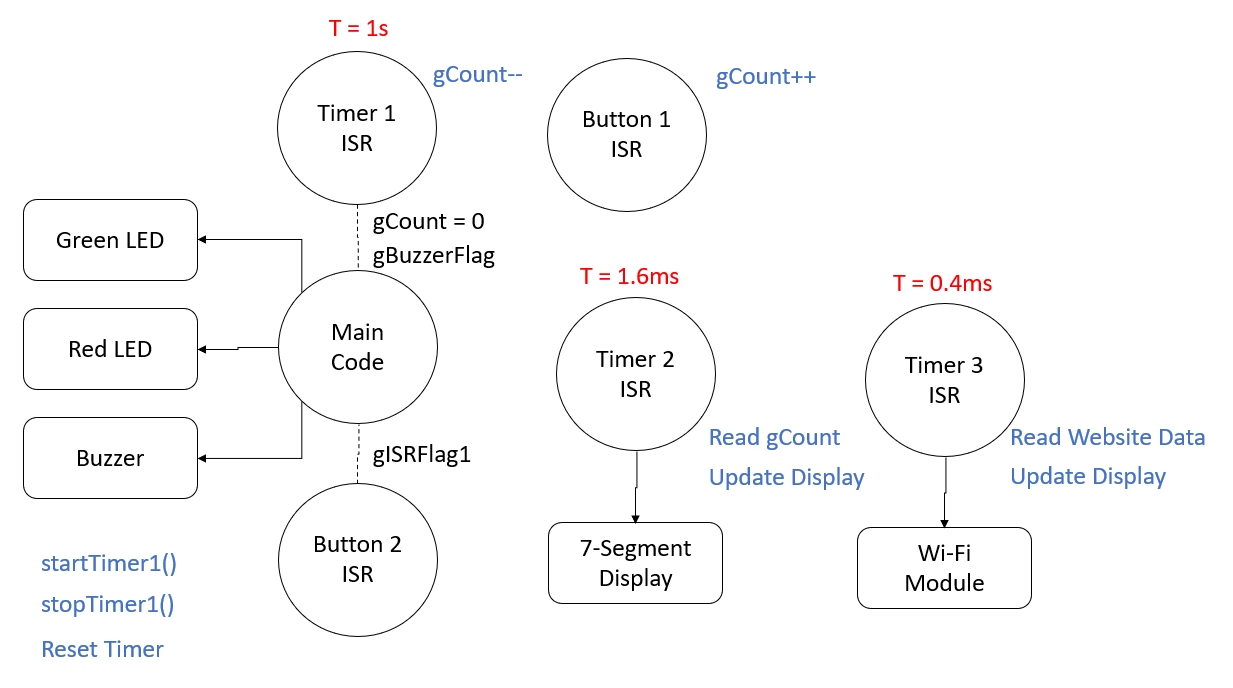 T = 1s
gCount--
gCount++
Timer 1
ISR
Button 1
ISR
Green LED
gCount = 0
gBuzzerFlag
T = 1.6ms
T = 0.4ms
Red LED
Main
Code
Timer 2
ISR
Timer 3
ISR
Buzzer
gISRFlag1
Read gCount
Update Display
Read Website Data
Update Display
Button 2
ISR
7-Segment
Display
Wi-Fi
Module
startTimer1()
stopTimer1()
Reset Timer